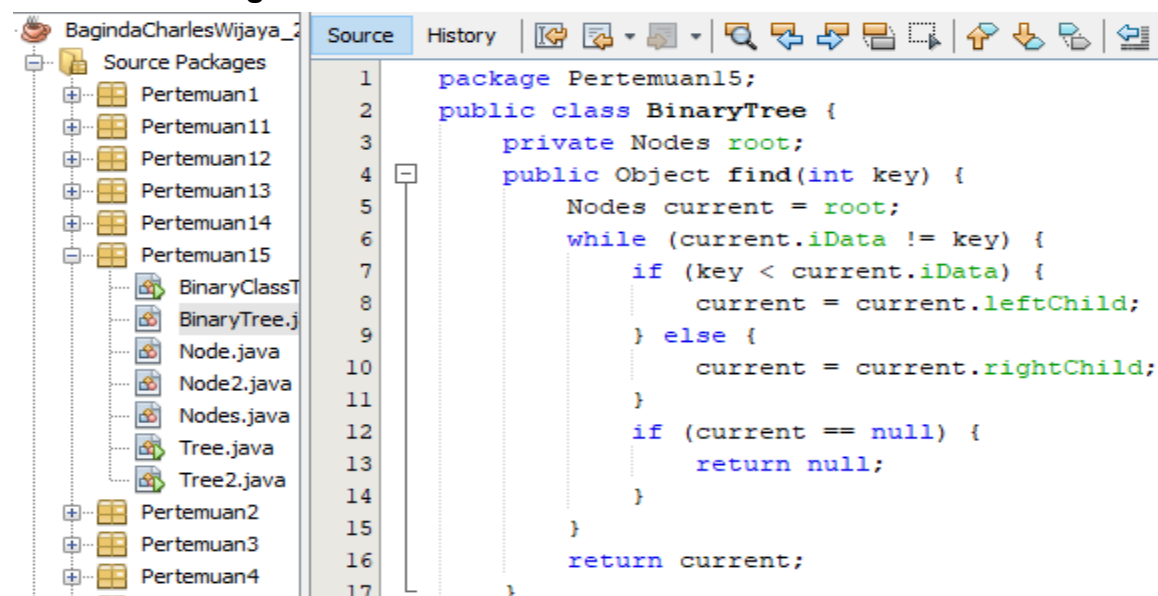 BagindaCharlesWijaya_2
Source Packages
Pertemuan1
Pertemuan11
Pertemuan12
Pertemuan13
Pertemuan14
Pertemuan15
BinaryClassT
BinaryTree.j
Node.java
Node2.java
Nodes.java
Tree.java
Tree2.java
Pertemuan2
Pertemuan3
Pertemuan4
Source History
1 package Pertemuan15;
2 public class BinaryTree {
3 private Nodes root;
4 public Object find(int key) {
5 Nodes current = root;
6 while (current.iData != key) {
7 if (key < current.iData) {
8 current = current.leftChild;
9 } else {
10 current = current.rightChild;
11 }
12 if (current == null) {
13 return null;
14 }
15 }
16 return current;
17 }